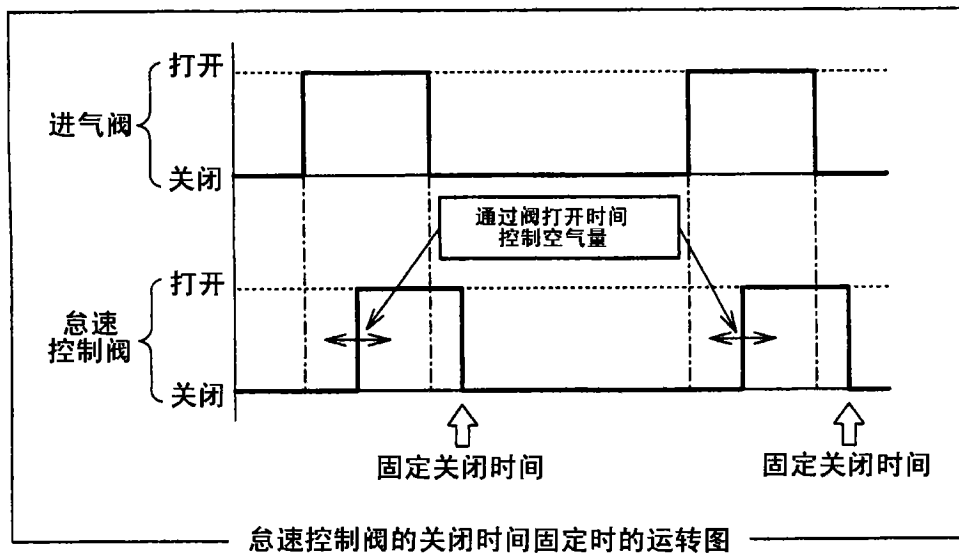 打开
进气阀
关闭
通过阀打开时间
控制空气量
打开
怠速
控制阀
关闭
固定关闭时间
固定关闭时间
怠速控制阀的关闭时间固定时的运转图